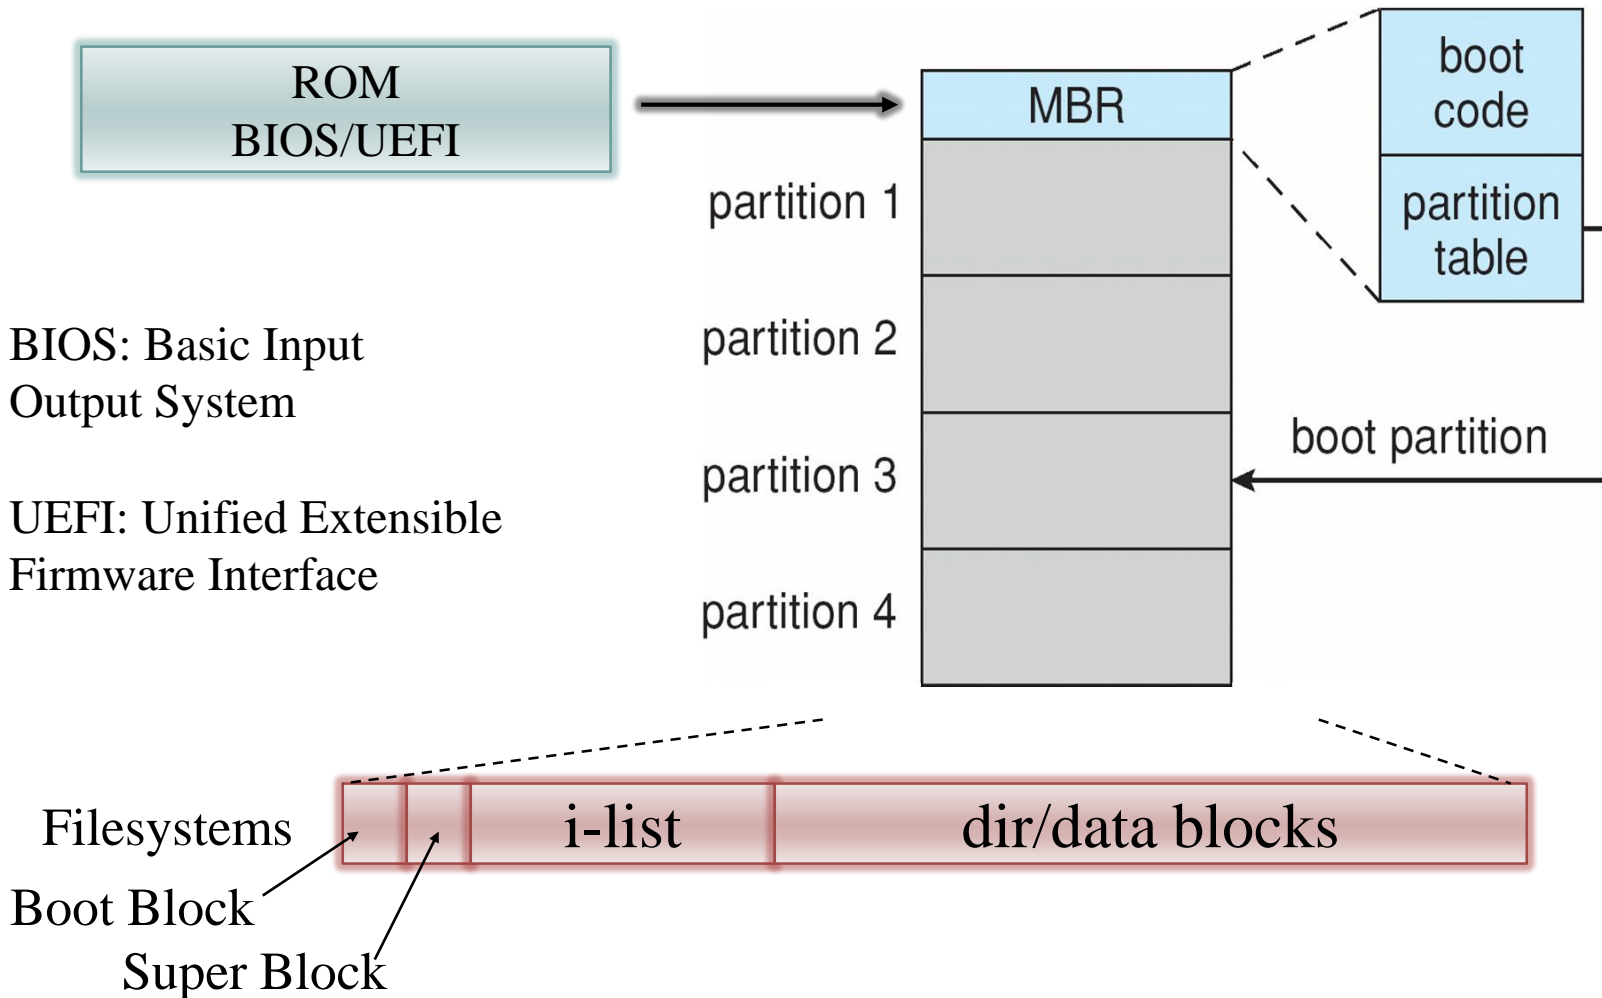 ROM
BIOS/UEFI
MBR
boot
code
partition
table
partition 1
partition 2
partition 3
partition 4
boot partition
BIOS: Basic Input
Output System
UEFI: Unified Extensible
Firmware Interface
Filesystems
i-list
dir/data blocks
Boot Block
Super Block